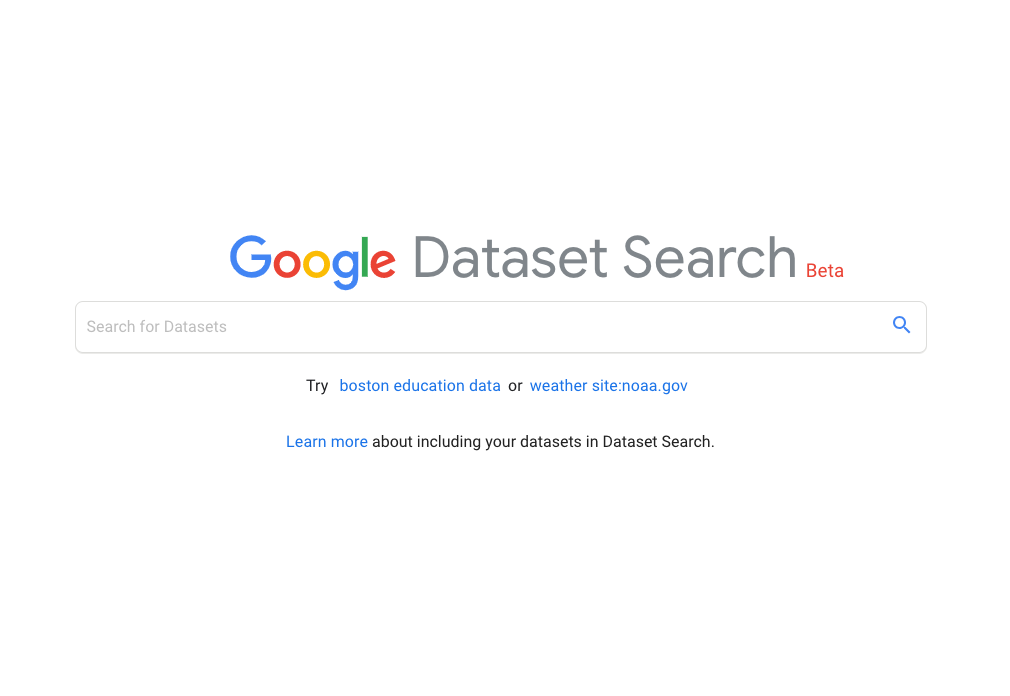 Google Dataset Search Beta
Search for Datasets
Try boston education data or weather site:noaa.gov
Learn more about including your datasets in Dataset Search.